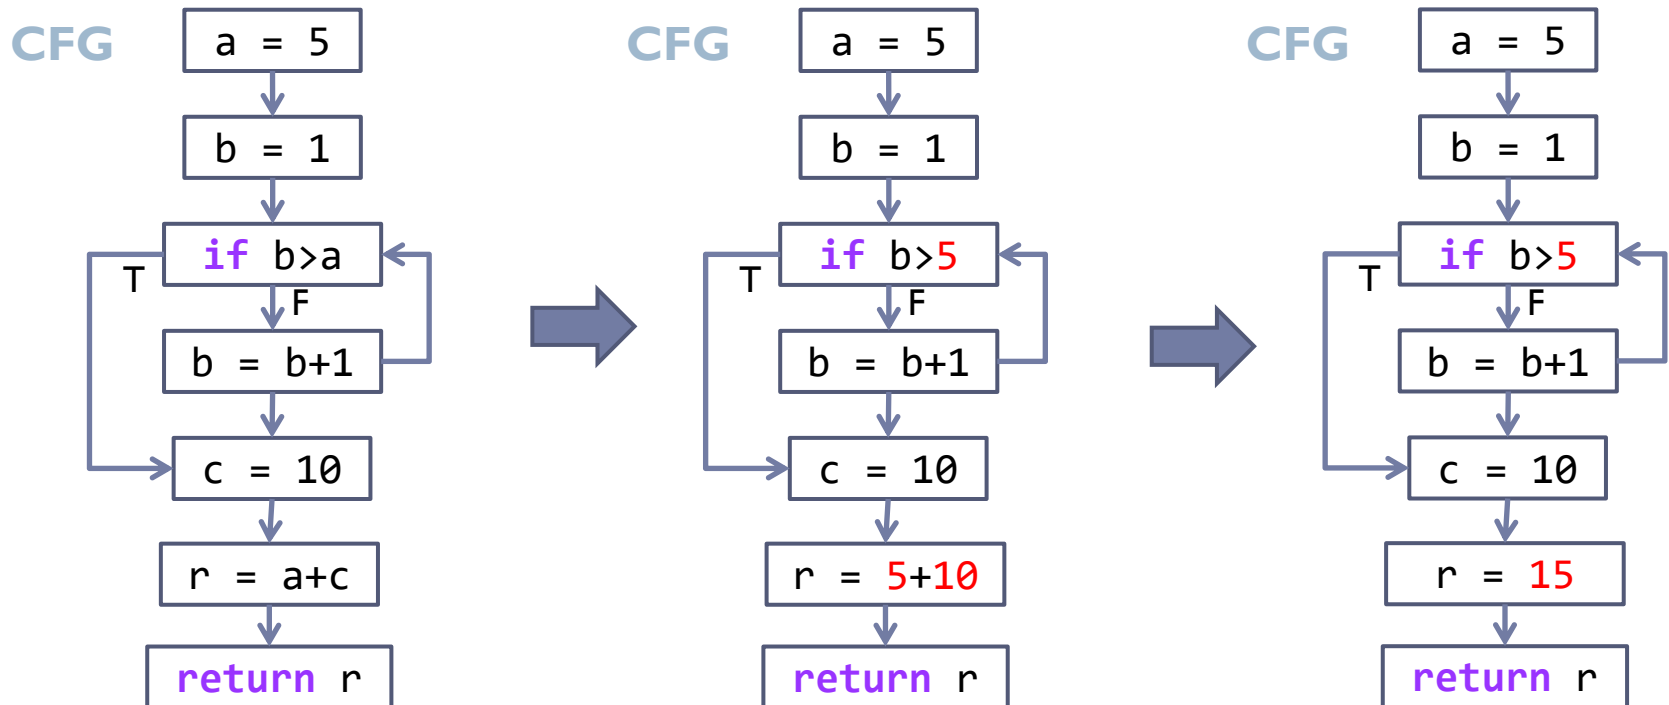 CFG
a = 5
b = 1
if b>a
T
F
b = b+1
c = 10
r = a+c
return r
CFG
a = 5
b = 1
if b>5
T
F
b = b+1
c = 10
r = 5+10
return r
CFG
a = 5
b = 1
if b>5
T
F
b = b+1
c = 10
r = 15
return r